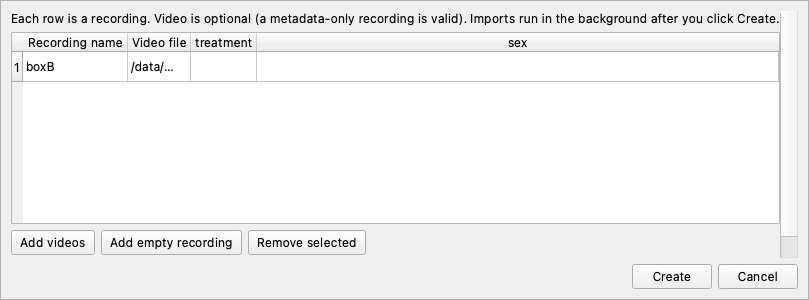 Each row is a recording. Video is optional (a metadata-only recording is valid). Imports run in the background after you click Create.
Recording name Video file treatment sex
1 boxB /data/...
Add videos Add empty recording Remove selected
Create Cancel